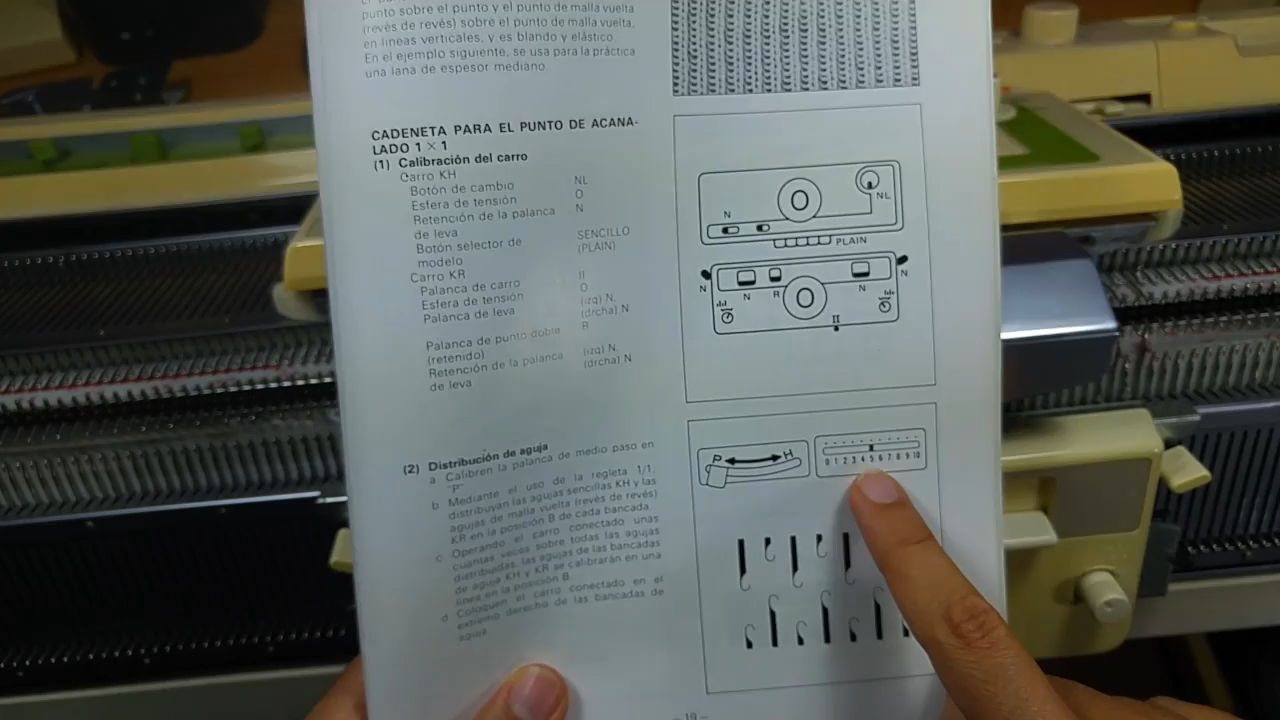 punto sobre el punto y el punto de malla vuelta
(revés de revés) sobre el punto de malla vuelta,
en líneas verticales, y es blando y elástico
En el ejemplo siguiente, se usa para la práctica
una lana de espesor mediano.
CADENETA PARA EL PUNTO DE ACANA-
LADO 1 × 1
(1) Calibración del carro
Carro KH
Botón de cambio NL
Esfera de tensión O
Retención de la palanca N
de leva
Botón selector de SENCILLO
modelo (PLAIN)
Carro KR
Palanca de carro II
Esfera de tensión O
Palanca de leva (izq) N.
(drcha) N
Palanca de punto doble R
(retenido)
Retención de la palanca (izq) N.
de leva (drcha) N
N O NL
PLAIN
N N R O N N
II
(2) Distribución de aguja
a Calibren la palanca de medio paso en
"P"
b Mediante el uso de la regleta 1/1,
distribuyan las agujas sencillas KH y las
agujas de malla vuelta (revés de revés)
KR en la posición B de cada bancada.
c Operando el carro conectado unas
cuantas veces sobre todas las agujas
distribuidas, las agujas de las bancadas
de aguja KH y KR se calibrarán en una
línea en la posición B.
d Coloquen el carro conectado en el
extremo derecho de las bancadas de
aguja
P H
0 1 2 3 4 5 6 7 8 9 10
— 19 —